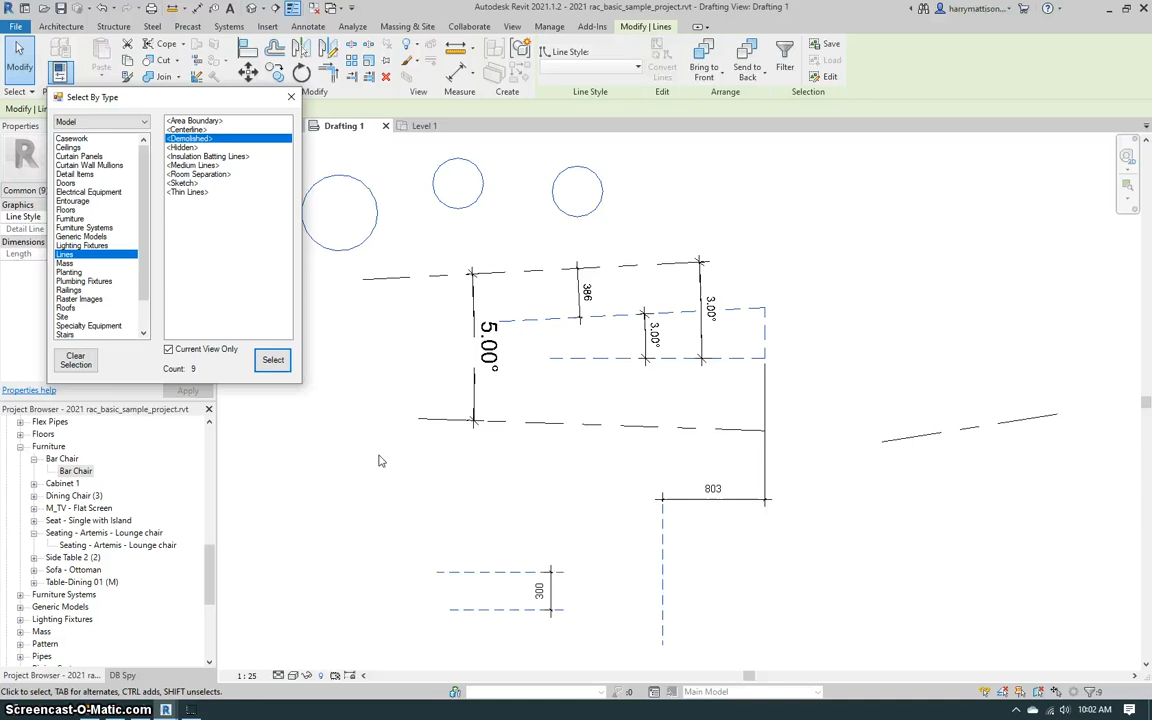 Autodesk Revit 2021.1.2 - 2021 rac_basic_sample_project.rvt - Drafting View: Drafting 1
harrymattison...
File Architecture Structure Steel Precast Systems Insert Annotate Analyze Massing & Site Collaborate View Manage Add-Ins Modify | Lines
Modify
Paste
Cope
Cut
Join
Line Style:
Convert Lines
Bring to Front
Send to Back
Filter
Save
Load
Edit
Select Modify View Measure Create Line Style Edit Arrange Selection
Select By Type
Modify | Li
Properties
Common (9
Graphics
Line Style
Detail Line
Dimensions
Length
Model
Casework
Ceilings
Curtain Panels
Curtain Wall Mullions
Detail Items
Doors
Electrical Equipment
Entourage
Floors
Furniture
Furniture Systems
Generic Models
Lighting Fixtures
Lines
Mass
Planting
Plumbing Fixtures
Railings
Raster Images
Roofs
Site
Specialty Equipment
Stairs
<Area Boundary>
<Centerline>
<Demolished>
<Hidden>
<Insulation Batting Lines>
<Medium Lines>
<Room Separation>
<Sketch>
<Thin Lines>
Current View Only
Clear
Selection
Count: 9
Select
Properties help
Apply
Drafting 1
Level 1
386
3.00°
3.00°
5.00°
803
300
Project Browser - 2021 rac_basic_sample_project.rvt
Flex Pipes
Floors
Furniture
Bar Chair
Bar Chair
Cabinet 1
Dining Chair (3)
M_TV - Flat Screen
Seat - Single with Island
Seating - Artemis - Lounge chair
Seating - Artemis - Lounge chair
Side Table 2 (2)
Sofa - Ottoman
Table-Dining 01 (M)
Furniture Systems
Generic Models
Lighting Fixtures
Mass
Pattern
Pipes
Project Browser - 2021 ra...
DB Spy
1 : 25
Click to select, TAB for alternates, CTRL adds, SHIFT unselects.
:0
Main Model
:9
Screencast-O-Matic.com
10:02 AM